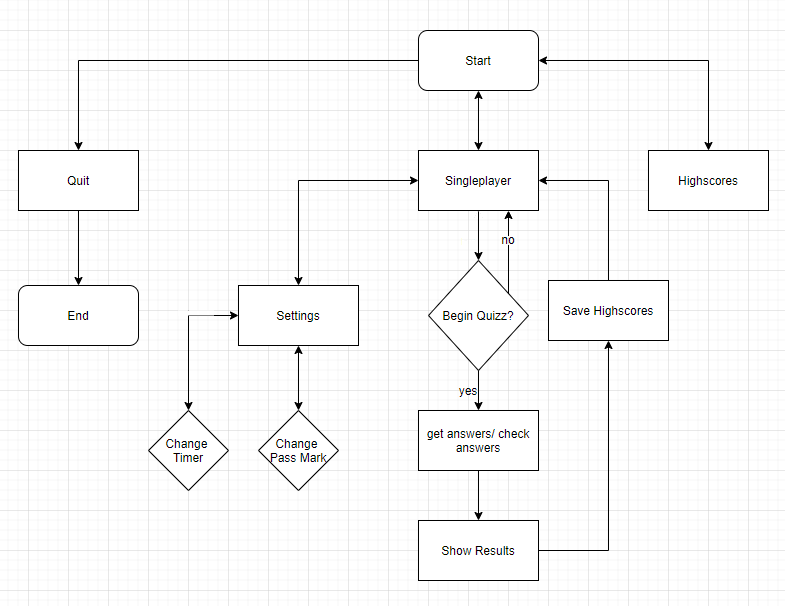 Start
Quit
Singleplayer
Highscores
no
End
Settings
Begin Quizz?
Save Highscores
yes
Change
Timer
Change
Pass Mark
get answers/ check
answers
Show Results